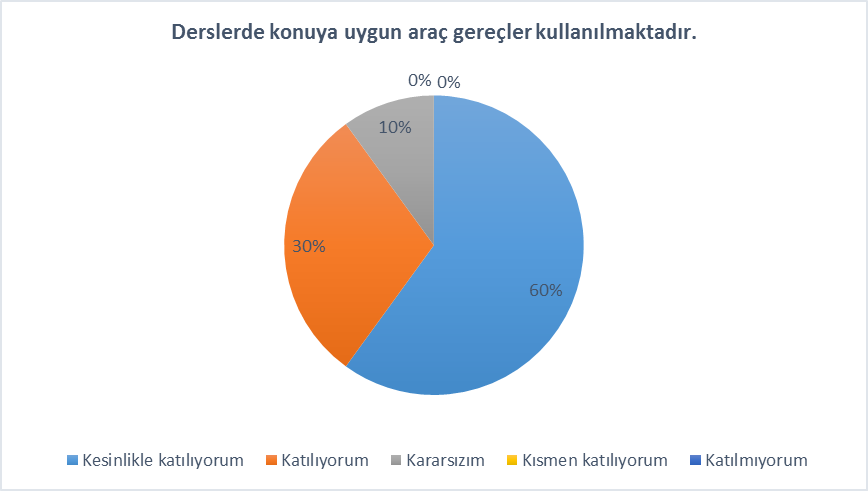 Derslerde konuya uygun araç gereçler kullanılmaktadır.
0% 0%
10%
30%
60%
Kesinlikle katılıyorum Katılıyorum Kararsızım Kısmen katılıyorum Katılmıyorum